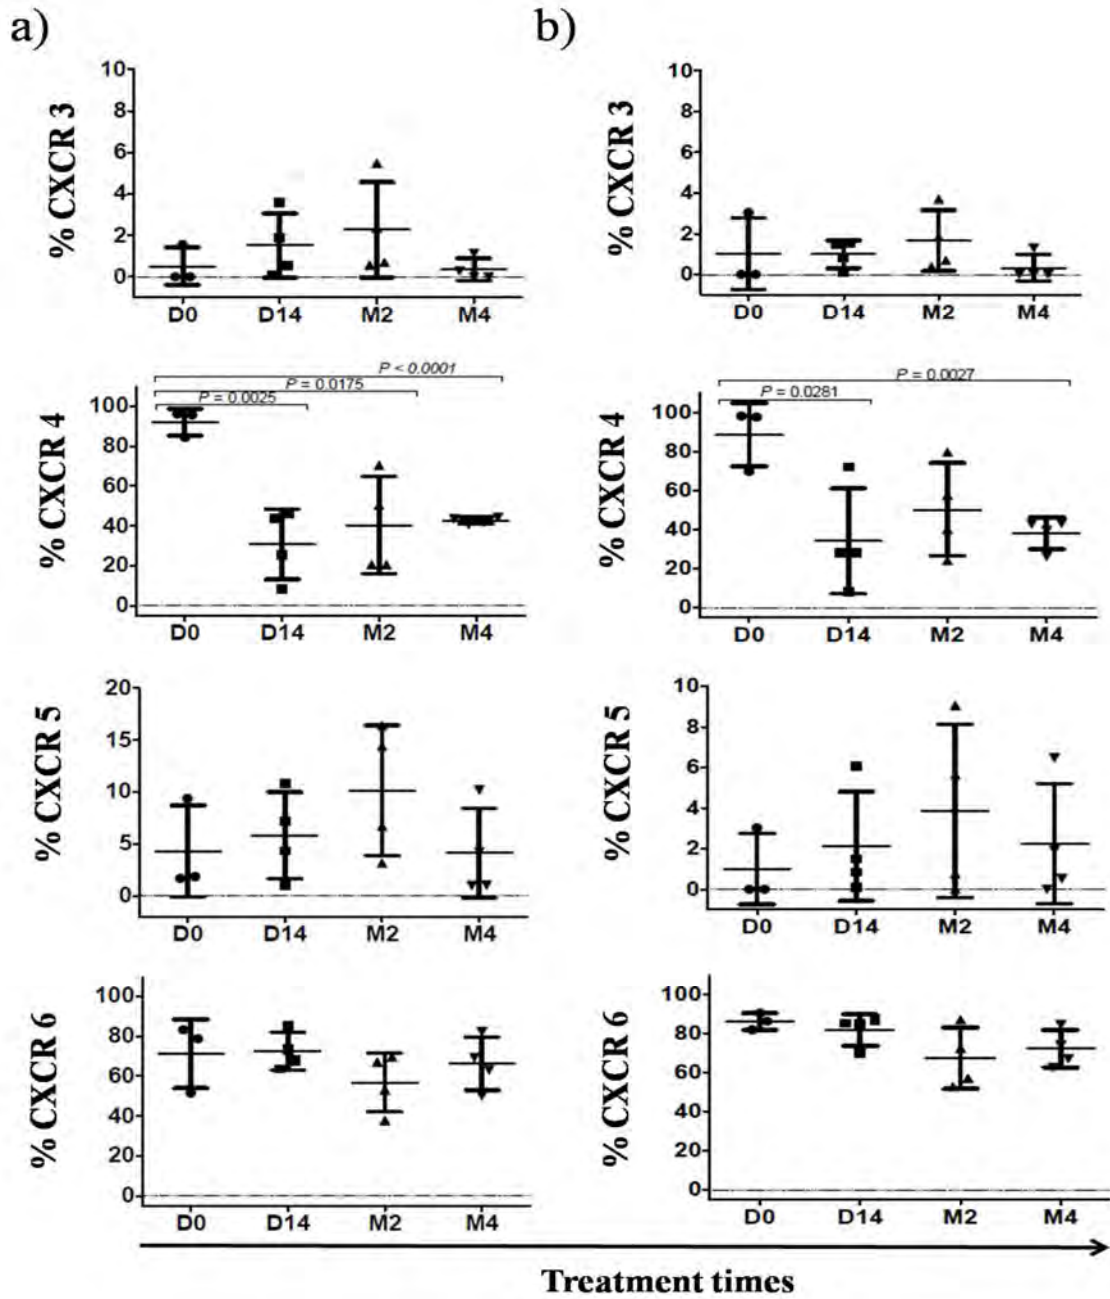 a)
b)
% CXCR 3
10
8
6
4
2
0
D0 D14 M2 M4
% CXCR 3
10
8
6
4
2
0
D0 D14 M2 M4
% CXCR 4
P < 0.0001
P = 0.0175
P = 0.0025
100
80
60
40
20
0
D0 D14 M2 M4
% CXCR 4
P = 0.0027
P = 0.0281
100
80
60
40
20
0
D0 D14 M2 M4
% CXCR 5
20
15
10
5
0
D0 D14 M2 M4
% CXCR 5
10
8
6
4
2
0
D0 D14 M2 M4
% CXCR 6
100
80
60
40
20
0
D0 D14 M2 M4
% CXCR 6
100
80
60
40
20
0
D0 D14 M2 M4
Treatment times